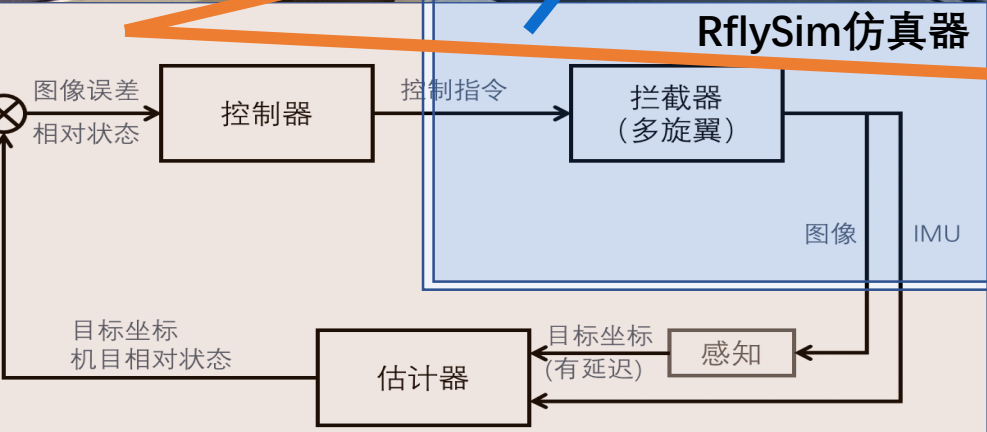 RflySim仿真器
图像误差
相对状态
控制器
控制指令
拦截器
（多旋翼）
图像
IMU
目标坐标
机目相对状态
估计器
目标坐标
(有延迟)
感知